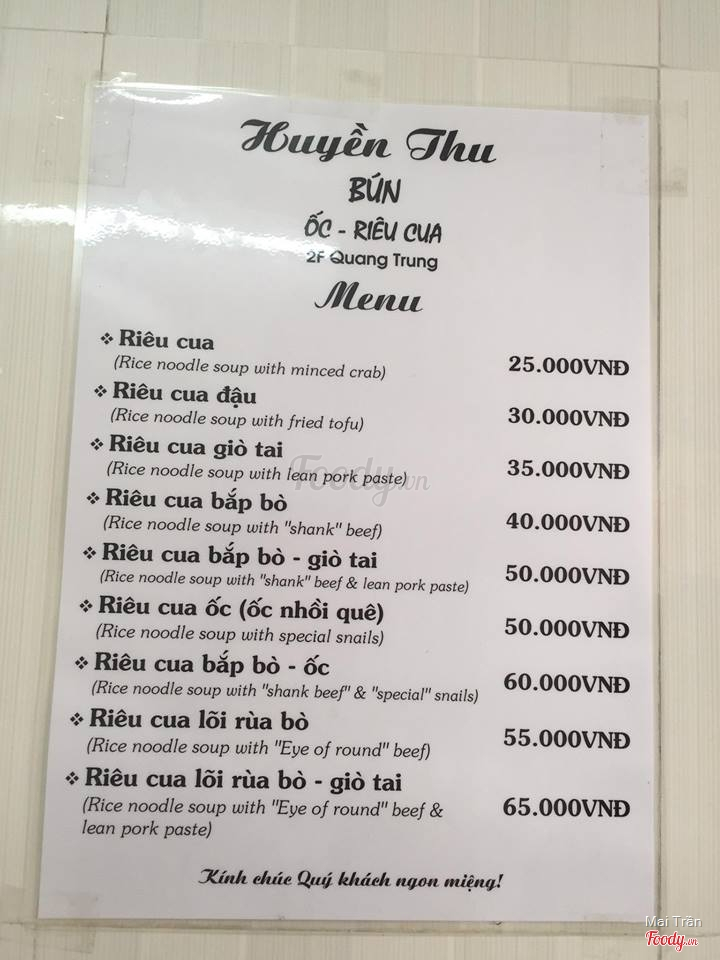 Huyền Thu
BÚN
ỐC - RIÊU CUA
2F Quang Trung
Menu
❖ Riêu cua
(Rice noodle soup with minced crab) 25.000VNĐ
❖ Riêu cua đậu
(Rice noodle soup with fried tofu) 30.000VNĐ
❖ Riêu cua giò tai
(Rice noodle soup with lean pork paste) 35.000VNĐ
❖ Riêu cua bắp bò
(Rice noodle soup with "shank" beef) 40.000VNĐ
❖ Riêu cua bắp bò - giò tai
(Rice noodle soup with "shank" beef & lean pork paste) 50.000VNĐ
❖ Riêu cua ốc (ốc nhồi quê)
(Rice noodle soup with special snails) 50.000VNĐ
❖ Riêu cua bắp bò - ốc
(Rice noodle soup with "shank beef" & "special" snails) 60.000VNĐ
❖ Riêu cua lõi rùa bò
(Rice noodle soup with "Eye of round" beef) 55.000VNĐ
❖ Riêu cua lõi rùa bò - giò tai
(Rice noodle soup with "Eye of round" beef & 65.000VNĐ
lean pork paste)
Kính chúc Quý khách ngon miệng!
Foody.vn
Mai Trần
Foody.vn